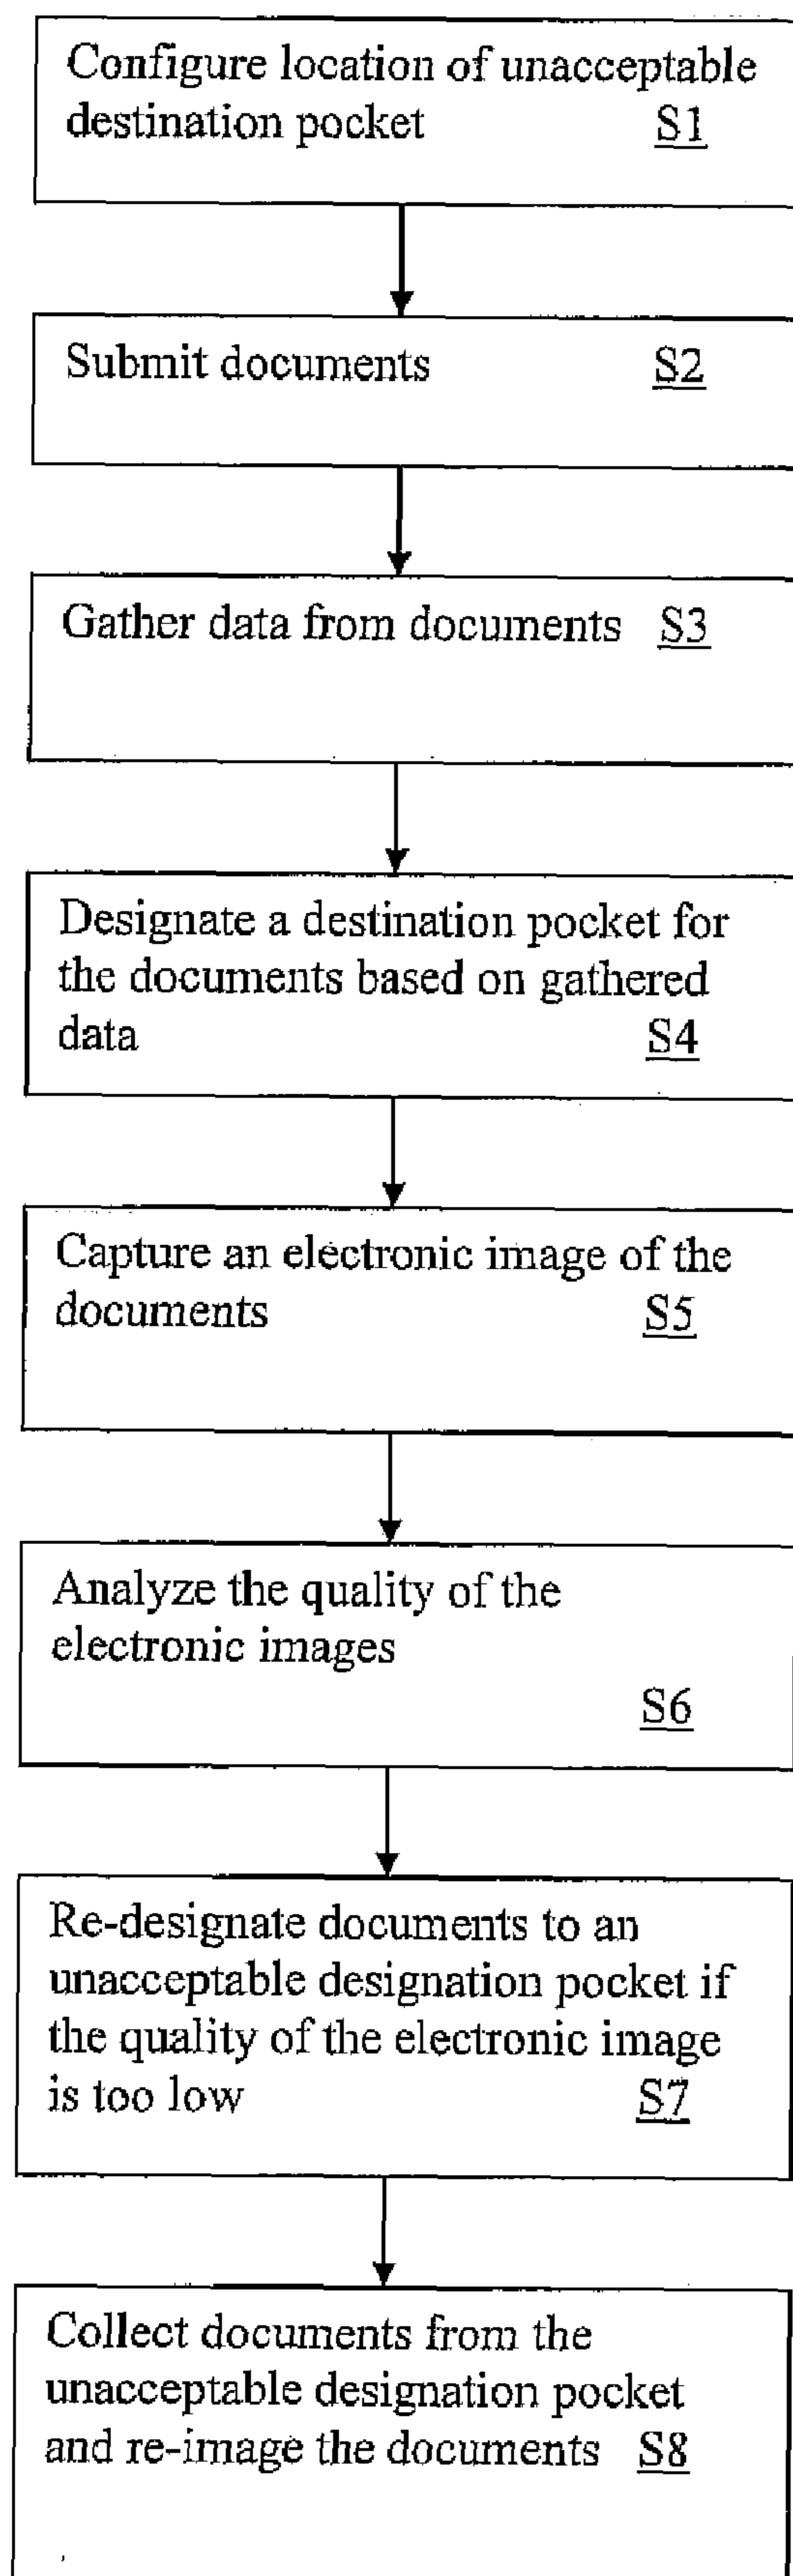 Configure location of unacceptable
destination pocket S1
Submit documents S2
Gather data from documents S3
Designate a destination pocket for
the documents based on gathered
data S4
Capture an electronic image of the
documents S5
Analyze the quality of the
electronic images
S6
Re-designate documents to an
unacceptable designation pocket if
the quality of the electronic image
is too low S7
Collect documents from the
unacceptable designation pocket
and re-image the documents S8